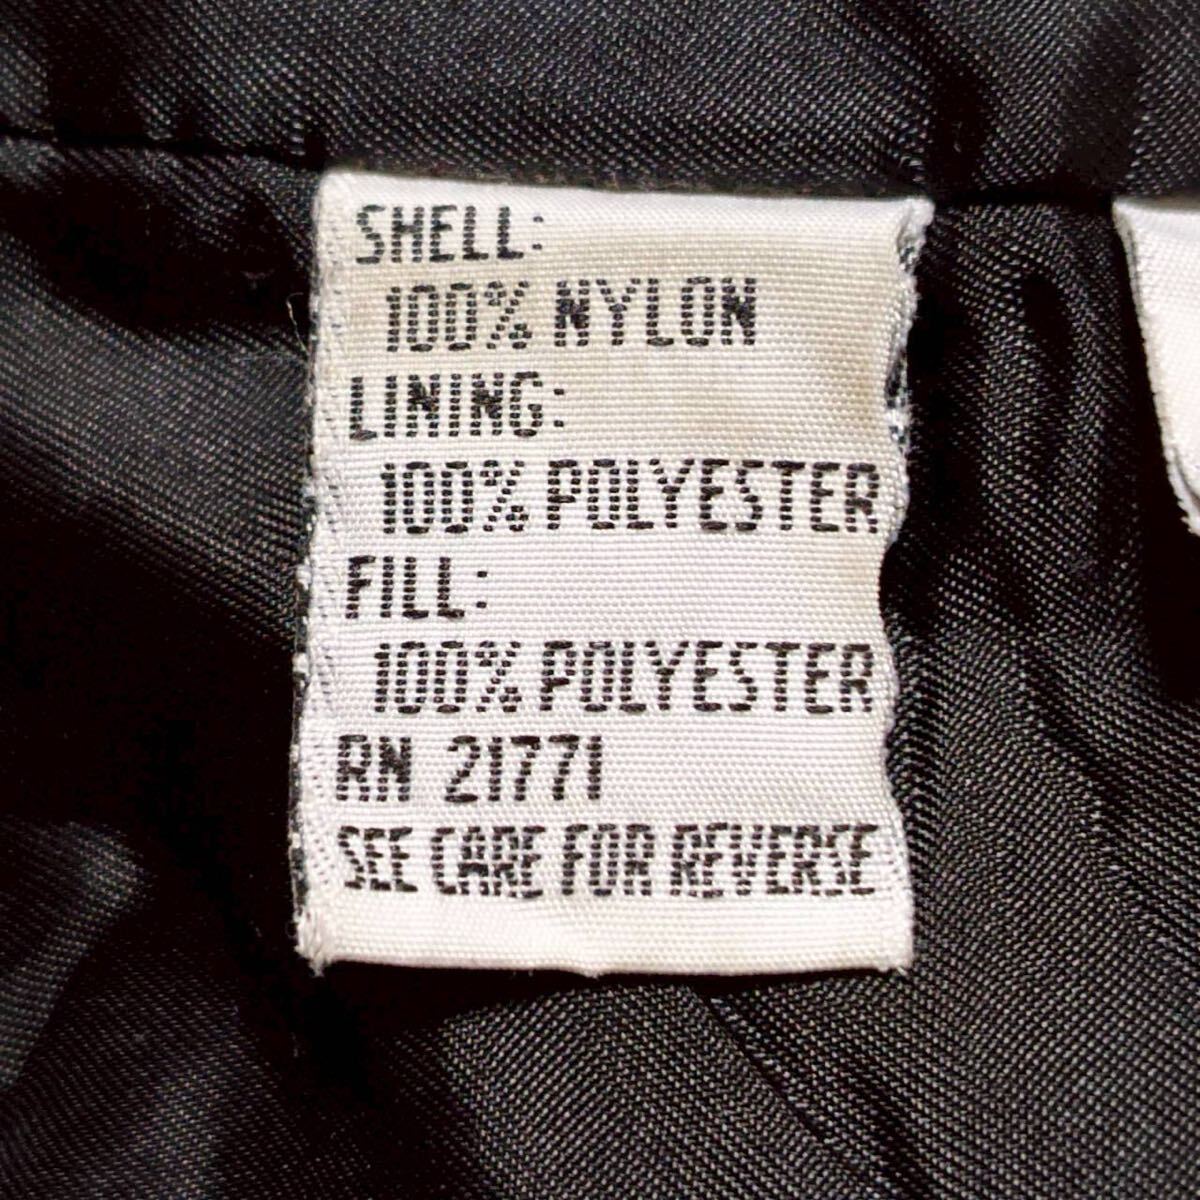 SHELL:
100% NYLON
LINING:
100% POLYESTER
FILL:
100% POLYESTER
RN 21771
SEE CARE FOR REVERSE